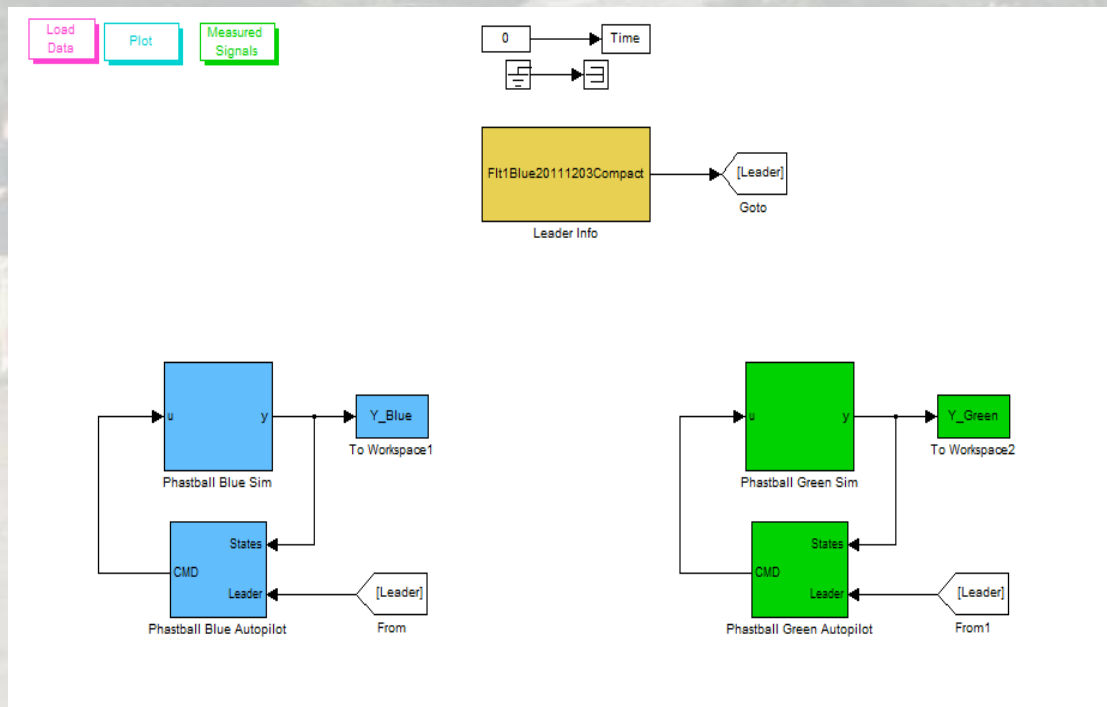 Load
Data
Plot
Measured
Signals
0
Time
Flt1Blue20111203Compact
[Leader]
Goto
Leader Info
u
y
Y_Blue
To Workspace1
Phastball Blue Sim
States
CMD
Leader
[Leader]
Phastball Blue Autopilot
From
u
y
Y_Green
To Workspace2
Phastball Green Sim
States
CMD
Leader
[Leader]
Phastball Green Autopilot
From1